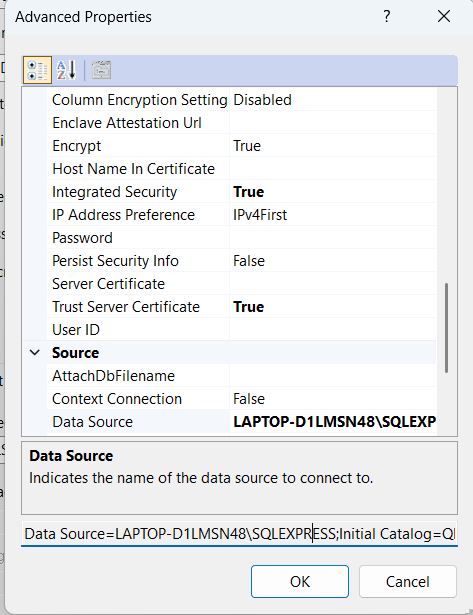 Advanced Properties
Column Encryption Setting Disabled
Enclave Attestation Url
Encrypt True
Host Name In Certificate
Integrated Security True
IP Address Preference IPv4First
Password
Persist Security Info False
Server Certificate
Trust Server Certificate True
User ID
Source
AttachDbFilename
Context Connection False
Data Source LAPTOP-D1LMSN48\SQLEXP
Data Source
Indicates the name of the data source to connect to.
Data Source=LAPTOP-D1LMSN48\SQLEXPRESS;Initial Catalog=
OK Cancel